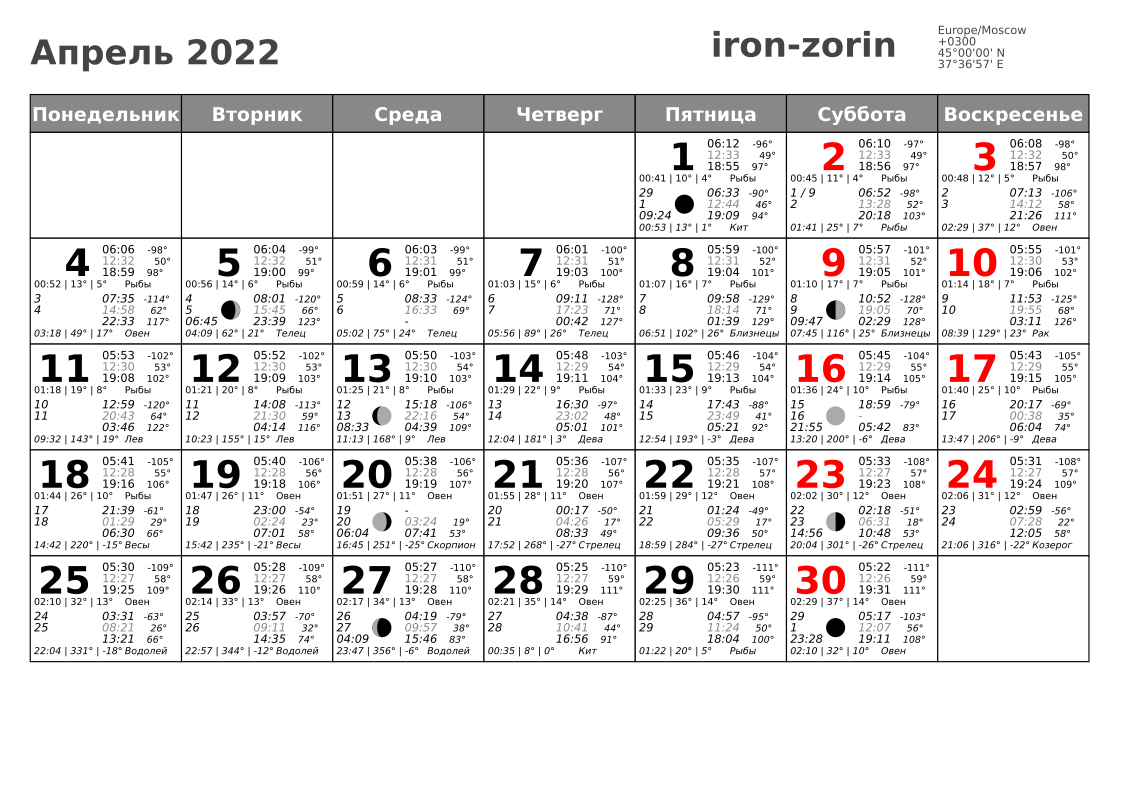 Апрель 2022
iron-zorin
Europe/Moscow
+0300
45°00'00' N
37°36'57' E
Понедельник Вторник Среда Четверг Пятница Суббота Воскресенье
1
06:12 -96°
12:33 49°
18:55 97°
00:41 | 10° | 4° Рыбы
29 06:33 -90°
1 12:44 46°
09:24 19:09 94°
00:53 | 13° | 1° Кит
2
06:10 -97°
12:33 49°
18:56 97°
00:45 | 11° | 4° Рыбы
1 / 9 06:52 -98°
2 13:28 52°
20:18 103°
01:41 | 25° | 7° Рыбы
3
06:08 -98°
12:32 50°
18:57 98°
00:48 | 12° | 5° Рыбы
2 07:13 -106°
3 14:12 58°
21:26 111°
02:29 | 37° | 12° Овен
4
06:06 -98°
12:32 50°
18:59 98°
00:52 | 13° | 5° Рыбы
3 07:35 -114°
4 14:58 62°
22:33 117°
03:18 | 49° | 17° Овен
5
06:04 -99°
12:32 51°
19:00 99°
00:56 | 14° | 6° Рыбы
4 08:01 -120°
5 15:45 66°
06:45 23:39 123°
04:09 | 62° | 21° Телец
6
06:03 -99°
12:31 51°
19:01 99°
00:59 | 14° | 6° Рыбы
5 08:33 -124°
6 16:33 69°
-
05:02 | 75° | 24° Телец
7
06:01 -100°
12:31 51°
19:03 100°
01:03 | 15° | 6° Рыбы
6 09:11 -128°
7 17:23 71°
00:42 127°
05:56 | 89° | 26° Телец
8
05:59 -100°
12:31 52°
19:04 101°
01:07 | 16° | 7° Рыбы
7 09:58 -129°
8 18:14 71°
01:39 129°
06:51 | 102° | 26° Близнецы
9
05:57 -101°
12:31 52°
19:05 101°
01:10 | 17° | 7° Рыбы
8 10:52 -128°
9 19:05 70°
09:47 02:29 128°
07:45 | 116° | 25° Близнецы
10
05:55 -101°
12:30 53°
19:06 102°
01:14 | 18° | 7° Рыбы
9 11:53 -125°
10 19:55 68°
03:11 126°
08:39 | 129° | 23° Рак
11
05:53 -102°
12:30 53°
19:08 102°
01:18 | 19° | 8° Рыбы
10 12:59 -120°
11 20:43 64°
03:46 122°
09:32 | 143° | 19° Лев
12
05:52 -102°
12:30 53°
19:09 103°
01:21 | 20° | 8° Рыбы
11 14:08 -113°
12 21:30 59°
04:14 116°
10:23 | 155° | 15° Лев
13
05:50 -103°
12:30 54°
19:10 103°
01:25 | 21° | 8° Рыбы
12 15:18 -106°
13 22:16 54°
08:33 04:39 109°
11:13 | 168° | 9° Лев
14
05:48 -103°
12:29 54°
19:11 104°
01:29 | 22° | 9° Рыбы
13 16:30 -97°
14 23:02 48°
05:01 101°
12:04 | 181° | 3° Дева
15
05:46 -104°
12:29 54°
19:13 104°
01:33 | 23° | 9° Рыбы
14 17:43 -88°
15 23:49 41°
05:21 92°
12:54 | 193° | -3° Дева
16
05:45 -104°
12:29 55°
19:14 105°
01:36 | 24° | 10° Рыбы
15 18:59 -79°
16 -
21:55 05:42 83°
13:20 | 200° | -6° Дева
17
05:43 -105°
12:29 55°
19:15 105°
01:40 | 25° | 10° Рыбы
16 20:17 -69°
17 00:38 35°
06:04 74°
13:47 | 206° | -9° Дева
18
05:41 -105°
12:28 55°
19:16 106°
01:44 | 26° | 10° Рыбы
17 21:39 -61°
18 01:29 29°
06:30 66°
14:42 | 220° | -15° Весы
19
05:40 -106°
12:28 56°
19:18 106°
01:47 | 26° | 11° Овен
18 23:00 -54°
19 02:24 23°
07:01 58°
15:42 | 235° | -21° Весы
20
05:38 -106°
12:28 56°
19:19 107°
01:51 | 27° | 11° Овен
19 -
20 03:24 19°
06:04 07:41 53°
16:45 | 251° | -25° Скорпион
21
05:36 -107°
12:28 56°
19:20 107°
01:55 | 28° | 11° Овен
20 00:17 -50°
21 04:26 17°
08:33 49°
17:52 | 268° | -27° Стрелец
22
05:35 -107°
12:28 57°
19:21 108°
01:59 | 29° | 12° Овен
21 01:24 -49°
22 05:29 17°
09:36 50°
18:59 | 284° | -27° Стрелец
23
05:33 -108°
12:27 57°
19:23 108°
02:02 | 30° | 12° Овен
22 02:18 -51°
23 06:31 18°
14:56 10:48 53°
20:04 | 301° | -26° Стрелец
24
05:31 -108°
12:27 57°
19:24 109°
02:06 | 31° | 12° Овен
23 02:59 -56°
24 07:28 22°
12:05 58°
21:06 | 316° | -22° Козерог
25
05:30 -109°
12:27 58°
19:25 109°
02:10 | 32° | 13° Овен
24 03:31 -63°
25 08:21 26°
13:21 66°
22:04 | 331° | -18° Водолей
26
05:28 -109°
12:27 58°
19:26 110°
02:14 | 33° | 13° Овен
25 03:57 -70°
26 09:11 32°
14:35 74°
22:57 | 344° | -12° Водолей
27
05:27 -110°
12:27 58°
19:28 110°
02:17 | 34° | 13° Овен
26 04:19 -79°
27 09:57 38°
04:09 15:46 83°
23:47 | 356° | -6° Водолей
28
05:25 -110°
12:27 59°
19:29 111°
02:21 | 35° | 14° Овен
27 04:38 -87°
28 10:41 44°
16:56 91°
00:35 | 8° | 0° Кит
29
05:23 -111°
12:26 59°
19:30 111°
02:25 | 36° | 14° Овен
28 04:57 -95°
29 11:24 50°
18:04 100°
01:22 | 20° | 5° Рыбы
30
05:22 -111°
12:26 59°
19:31 111°
02:29 | 37° | 14° Овен
29 05:17 -103°
1 12:07 56°
23:28 19:11 108°
02:10 | 32° | 10° Овен